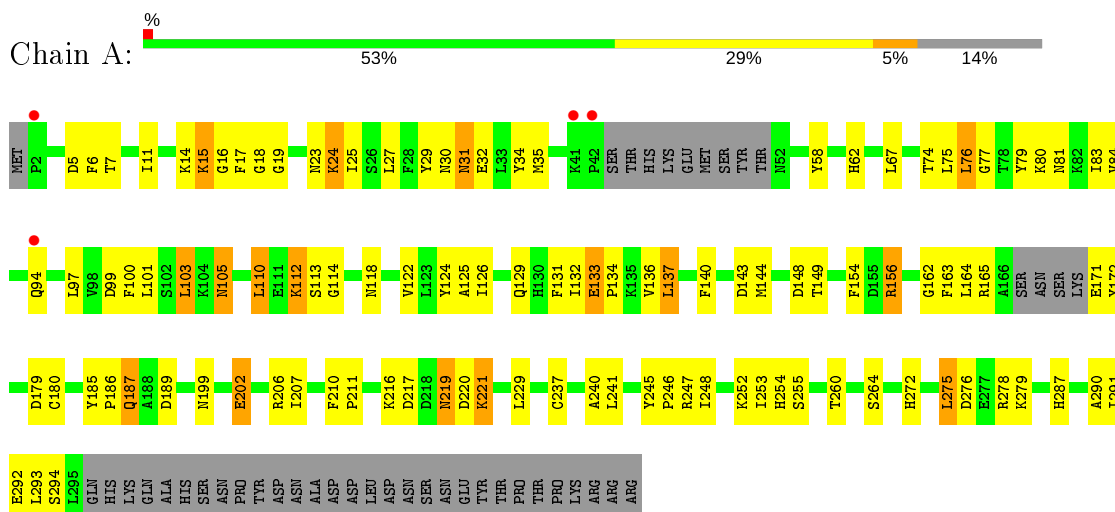 %
Chain A:
53% 29% 5% 14%
MET P2 D5 F6 T7 I11 K14 K15 G16 F17 G18 G19 N23 K24 I25 S26 L27 F28 Y29 N30 N31 E32 L33 Y34 M35 K41 P42 SER THR HIS LYS GLU MET SER TYR THR N52 Y58 H62 L67 T74 L75 L76 G77 T78 Y79 K80 N81 K82 I83
Q94 L97 V98 D99 F100 L101 S102 L103 K104 N105 L110 E111 K112 S113 G114 N118 V122 L123 Y124 A125 I126 Q129 H130 F131 I132 E133 P134 K135 V136 L137 F140 D143 M144 D148 T149 F154 D155 R156 G162 F163 L164 R165 A166 SER ASN SER LYS E171
D179 C180 Y185 P186 Q187 A188 D189 N199 E202 R206 I207 F210 P211 K216 D217 D218 N219 D220 K221 L229 C237 A240 L241 Y245 P246 R247 I248 K252 I253 H254 S255 T260 S264 H272 L275 D276 E277 R278 K279 H287 A290
E292 L293 S294 L295 GLN HIS LYS GLN ALA HIS SER ASN PRO TYR ASP ASN ALA ASP ASP LEU ASP ASN SER ASN GLU TYR THR PRO THR PRO LYS ARG ARG ARG